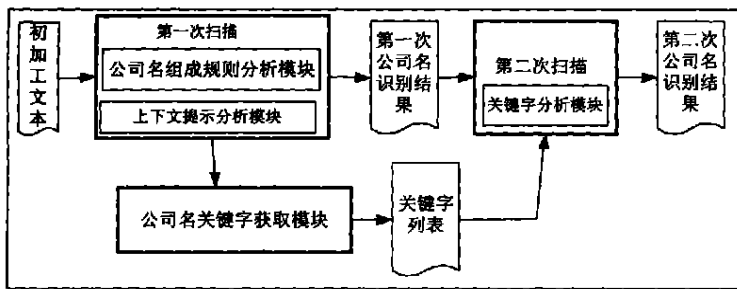 初加工文本
第一次扫描
公司名组成规则分析模块
上下文提示分析模块
第一次
公司名
识别结
果
第二次扫描
关键字分析模块
第二次
公司名
识别结
果
公司名关键字获取模块
关键字
列表